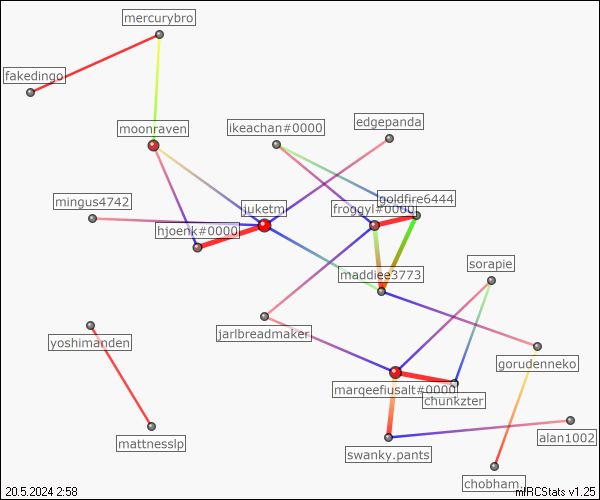 mercurybro
fakedingo
moonraven
ikeachan#0000
edgepanda
mingus4742
juketm
froggyl#0000
goldfire6444
hjoenk#0000
maddiee3773
sorapie
jarlbreadmaker
yoshimanden
gorudenneko
marqeefiusalt#0000
chunkzter
mattnesslp
swanky.pants
alan1002
chobham..
20.5.2024 2:58
mIRCStats v1.25